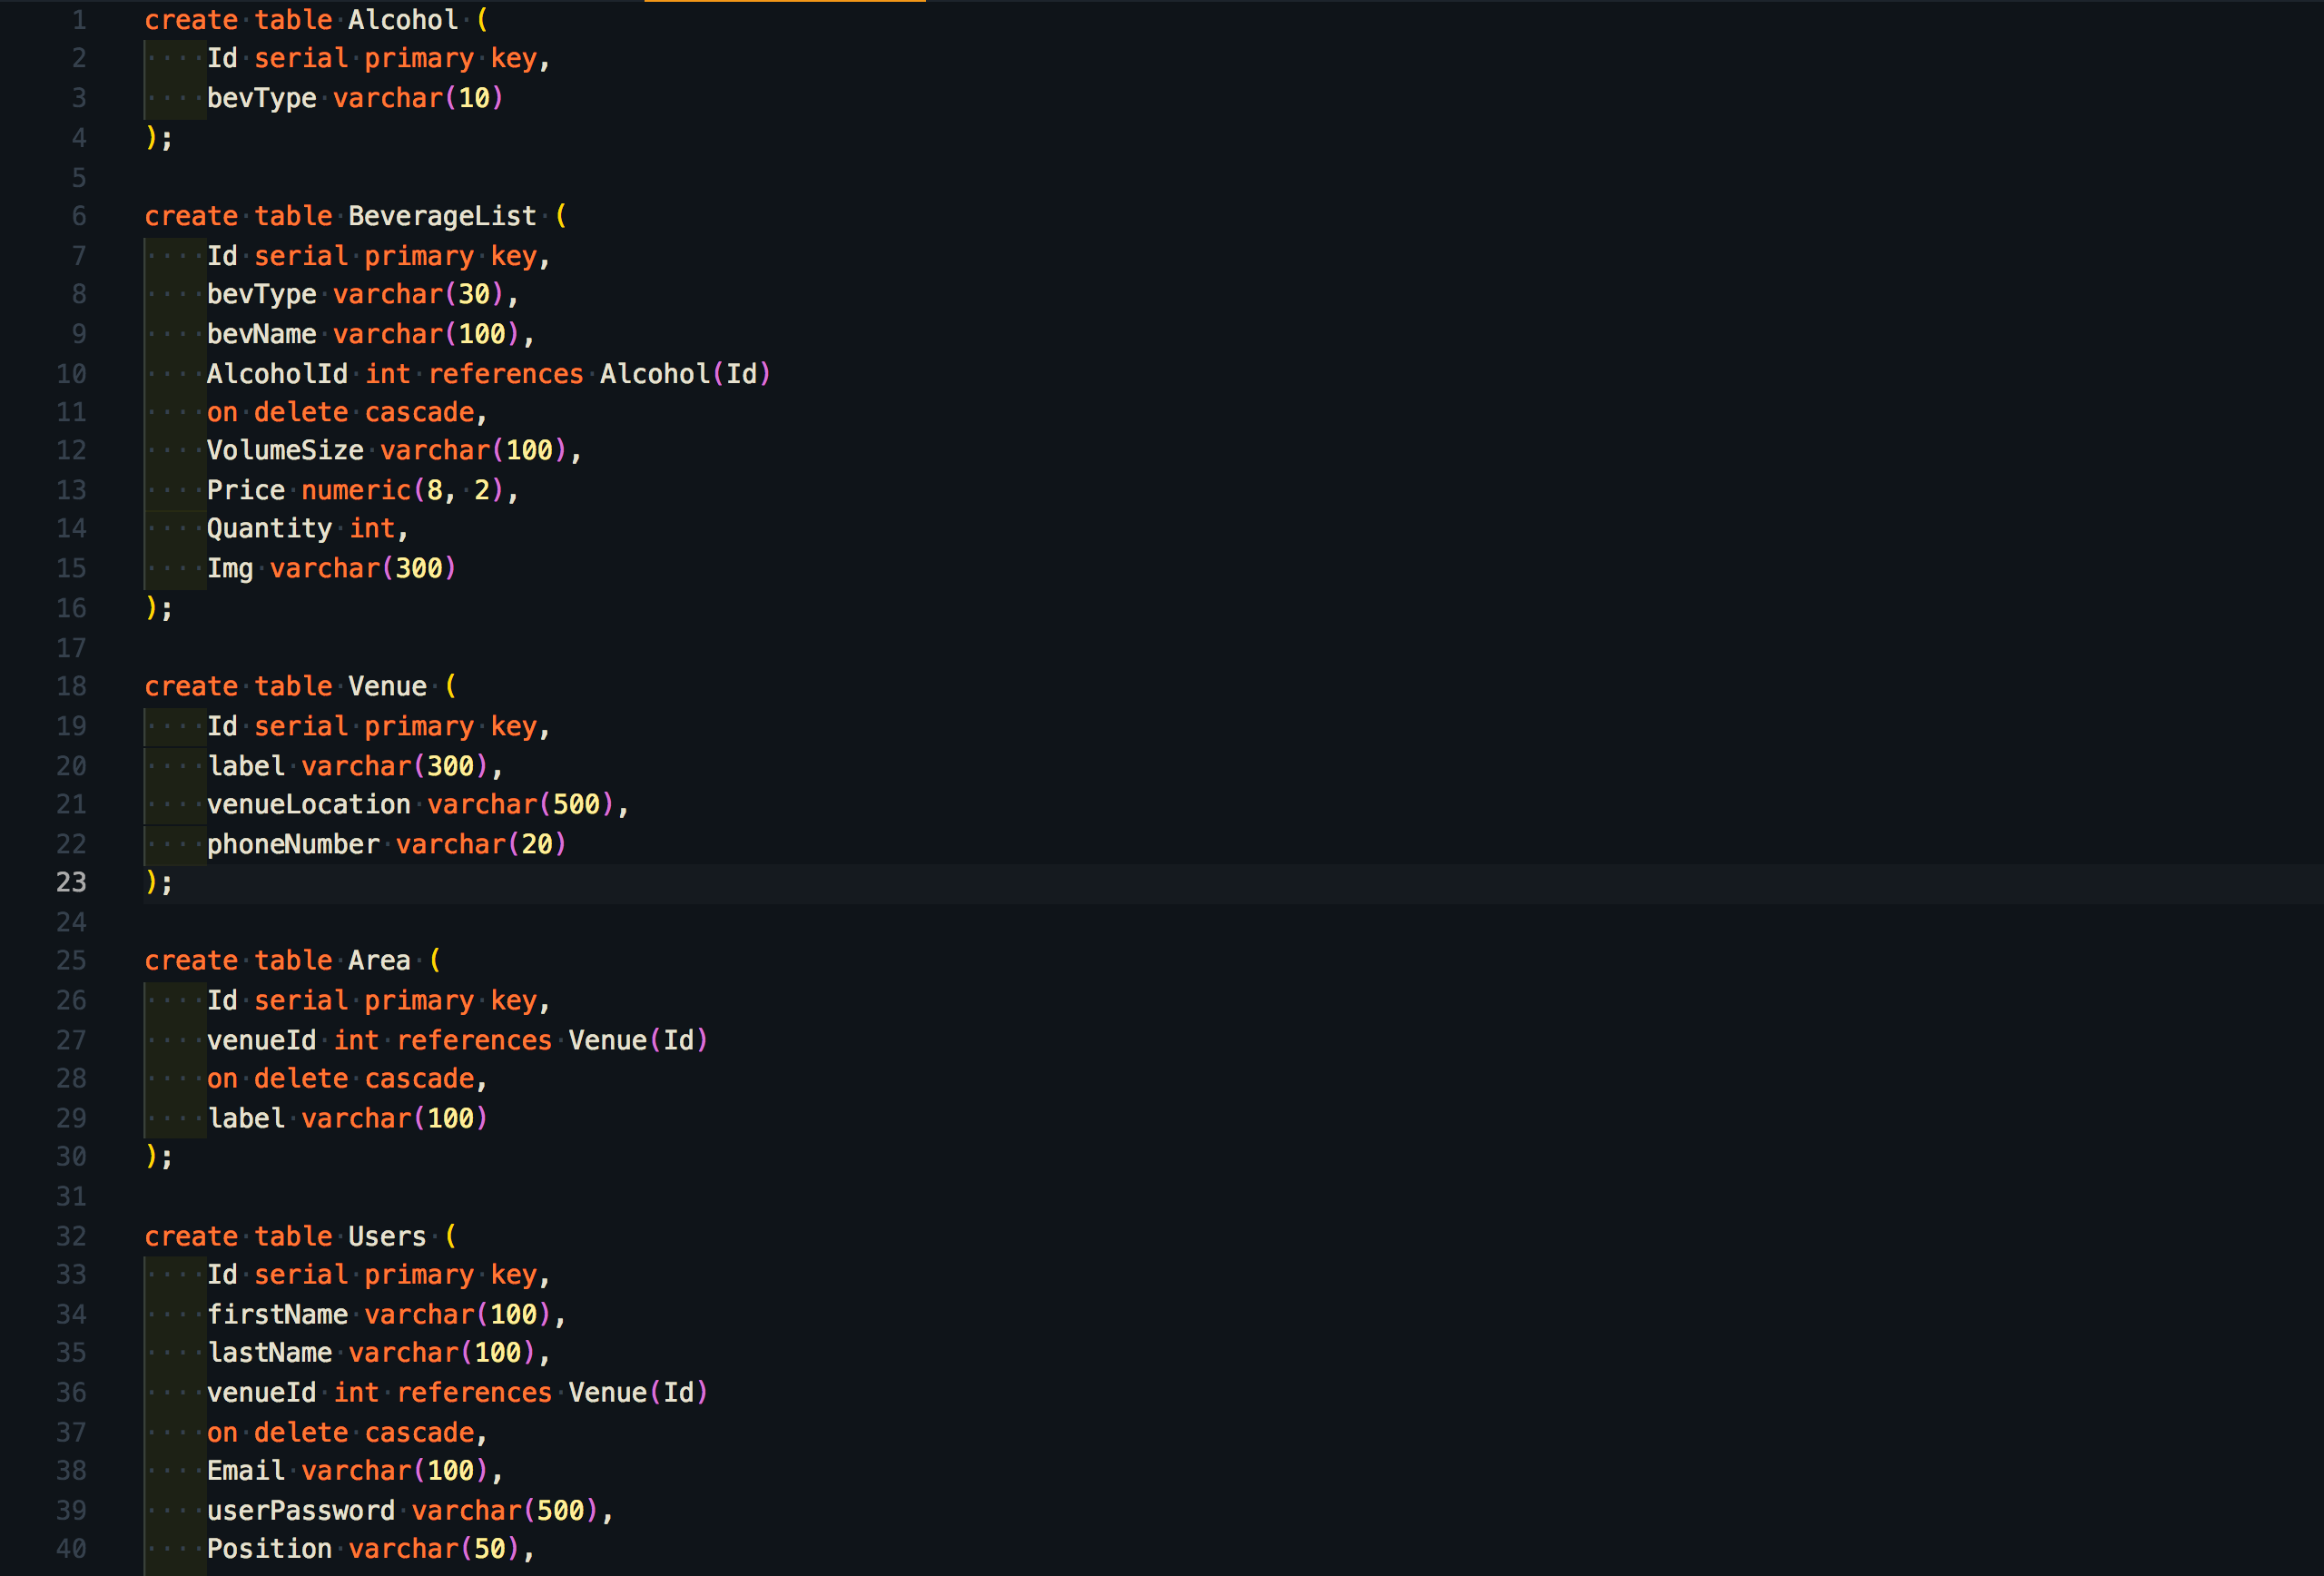 1 create table Alcohol (
2 Id serial primary key,
3 bevType varchar(10)
4 );
5
6 create table BeverageList (
7 Id serial primary key,
8 bevType varchar(30),
9 bevName varchar(100),
10 AlcoholId int references Alcohol(Id)
11 on delete cascade,
12 VolumeSize varchar(100),
13 Price numeric(8, 2),
14 Quantity int,
15 Img varchar(300)
16 );
17
18 create table Venue (
19 Id serial primary key,
20 label varchar(300),
21 venueLocation varchar(500),
22 phoneNumber varchar(20)
23 );
24
25 create table Area (
26 Id serial primary key,
27 venueId int references Venue(Id)
28 on delete cascade,
29 label varchar(100)
30 );
31
32 create table Users (
33 Id serial primary key,
34 firstName varchar(100),
35 lastName varchar(100),
36 venueId int references Venue(Id)
37 on delete cascade,
38 Email varchar(100),
39 userPassword varchar(500),
40 Position varchar(50),